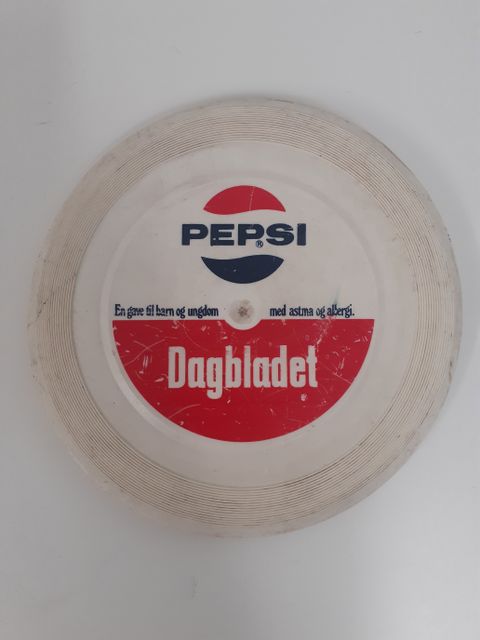 PEPSI®
En gave til barn og ungdom med astma og allergi.
Dagbladet